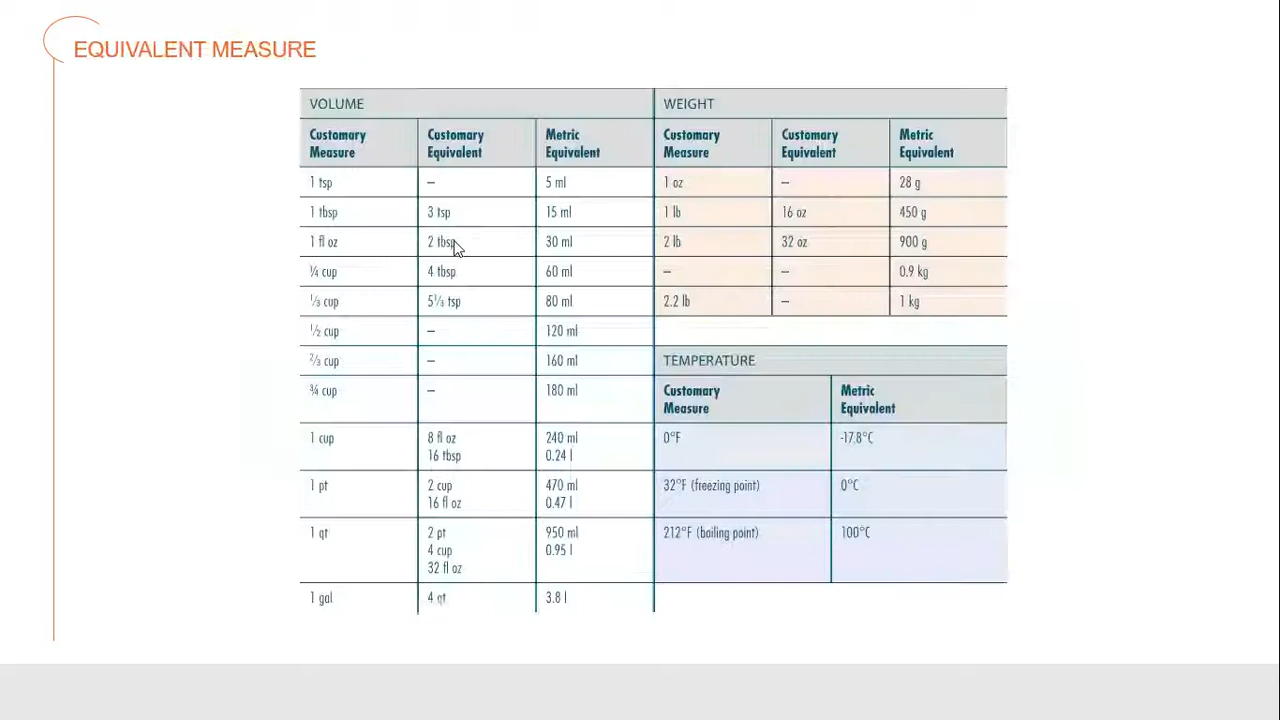 EQUIVALENT MEASURE
VOLUME
Customary Measure | Customary Equivalent | Metric Equivalent
1 tsp | – | 5 ml
1 tbsp | 3 tsp | 15 ml
1 fl oz | 2 tbsp | 30 ml
¼ cup | 4 tbsp | 60 ml
⅓ cup | 5⅓ tsp | 80 ml
½ cup | – | 120 ml
⅔ cup | – | 160 ml
¾ cup | – | 180 ml
1 cup | 8 fl oz | 240 ml
16 tbsp | 0.24 l
1 pt | 2 cup | 470 ml
16 fl oz | 0.47 l
1 qt | 2 pt | 950 ml
4 cup | 0.95 l
32 fl oz
1 gal | 4 qt | 3.8 l
WEIGHT
Customary Measure | Customary Equivalent | Metric Equivalent
1 oz | – | 28 g
1 lb | 16 oz | 450 g
2 lb | 32 oz | 900 g
– | – | 0.9 kg
2.2 lb | – | 1 kg
TEMPERATURE
Customary Measure | Metric Equivalent
0°F | -17.8°C
32°F (freezing point) | 0°C
212°F (bailing point) | 100°C